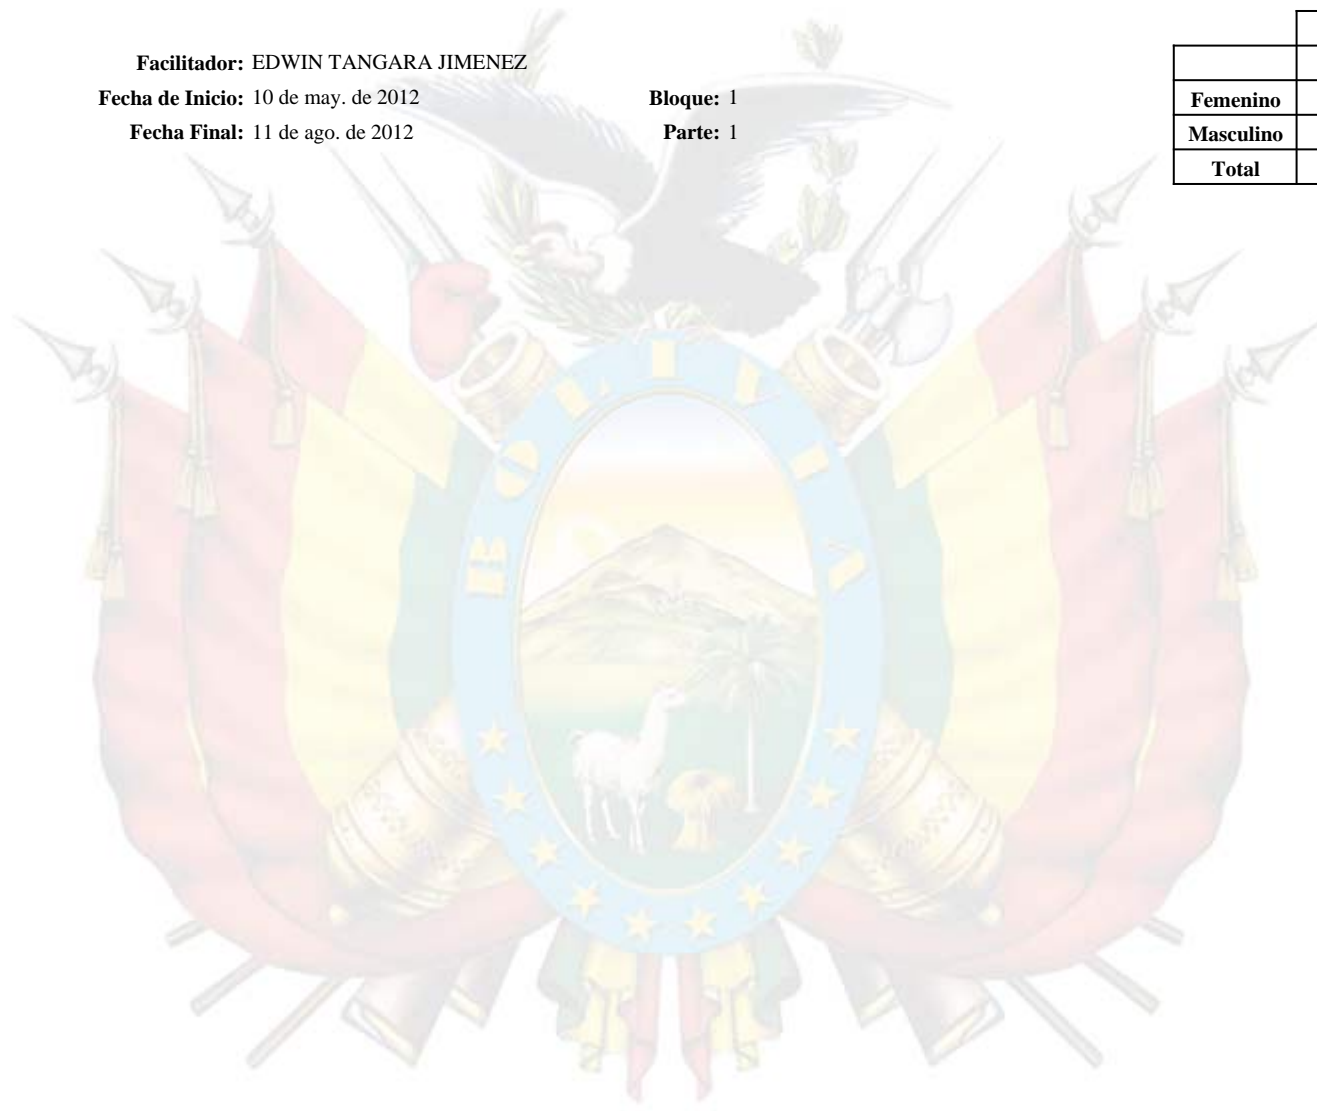 Facilitador: EDWIN TANGARA JIMENEZ
Fecha de Inicio: 10 de may. de 2012 Bloque: 1
Fecha Final: 11 de ago. de 2012 Parte: 1
Femenino
Masculino
Total
BOLIVIA